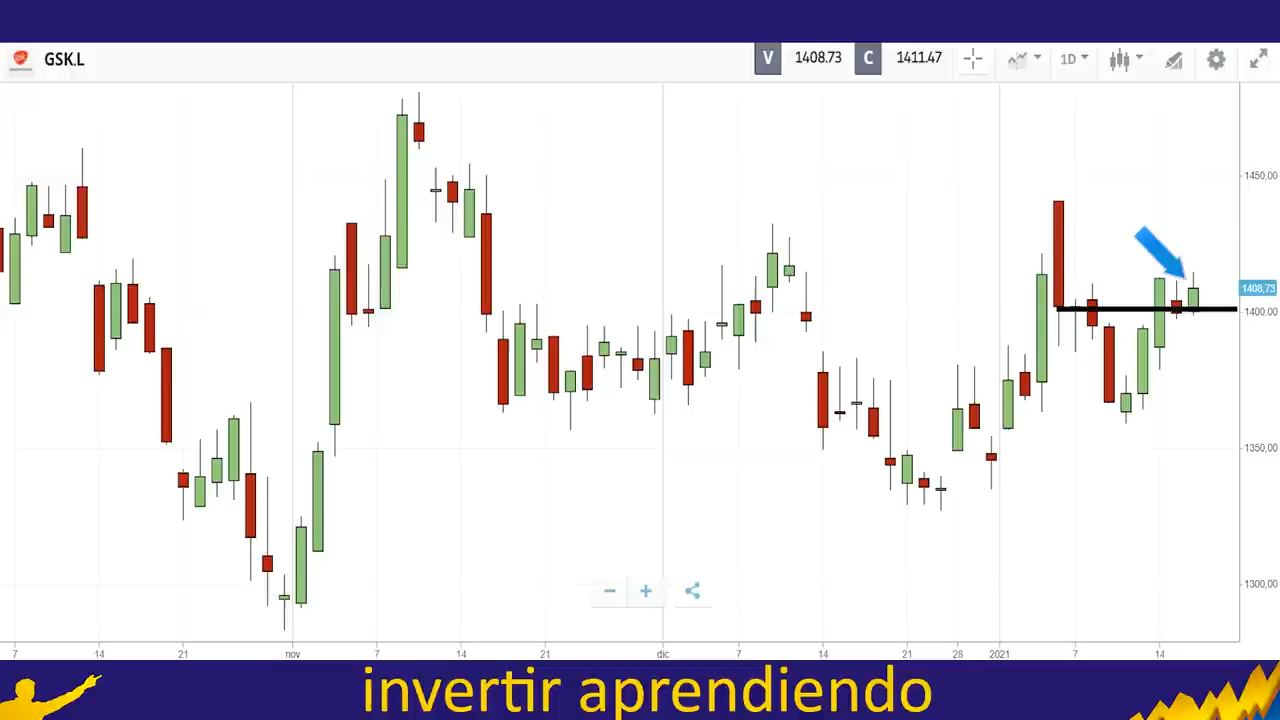 GSK.L V 1408.73 C 1411.47 1D
1450,00
1408,73
1400,00
1350,00
1300,00
7 14 21 nov 7 14 21 dic 7 14 21 28 2021 7 14
invertir aprendiendo